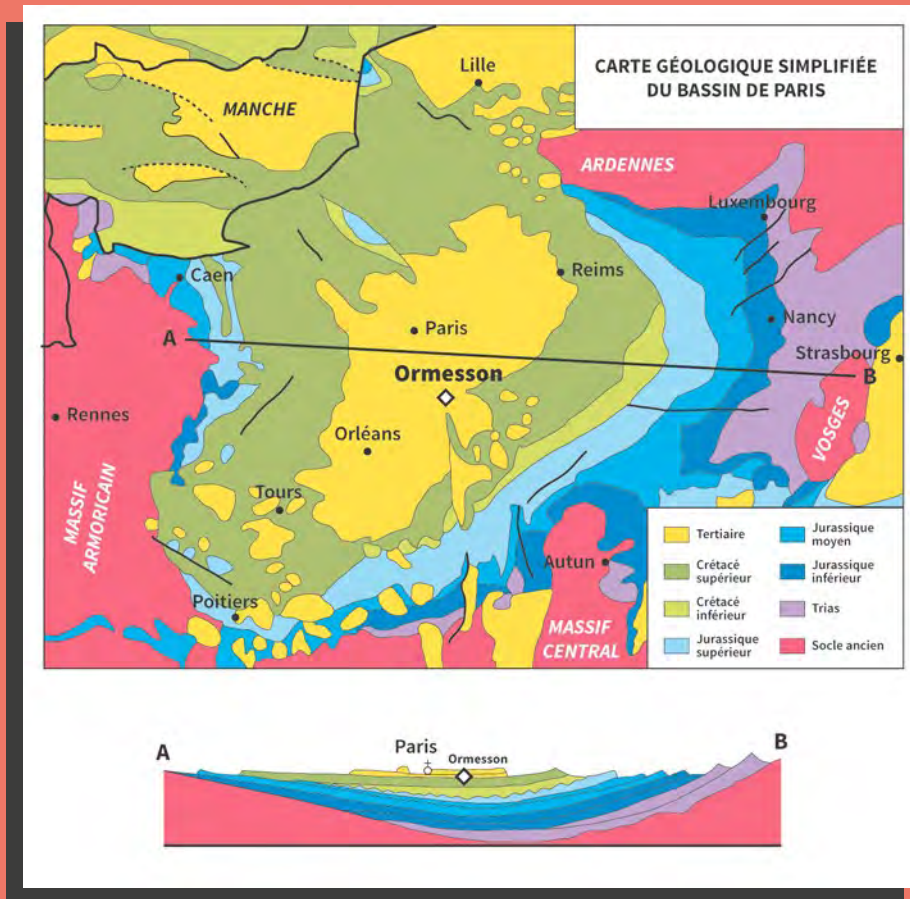 CARTE GÉOLOGIQUE SIMPLIFIÉE
DU BASSIN DE PARIS
Lille
MANCHE
ARDENNES
Luxembourg
Caen
Reims
A
Paris
Nancy
Strasbourg
B
Ormesson
Rennes
Orléans
VOSGES
MASSIF
ARMORICAIN
Tours
Autun
Poitiers
MASSIF
CENTRAL
Tertiaire
Crétacé
supérieur
Crétacé
inférieur
Jurassique
supérieur
Jurassique
moyen
Jurassique
inférieur
Trias
Socle ancien
A
Paris
Ormesson
B